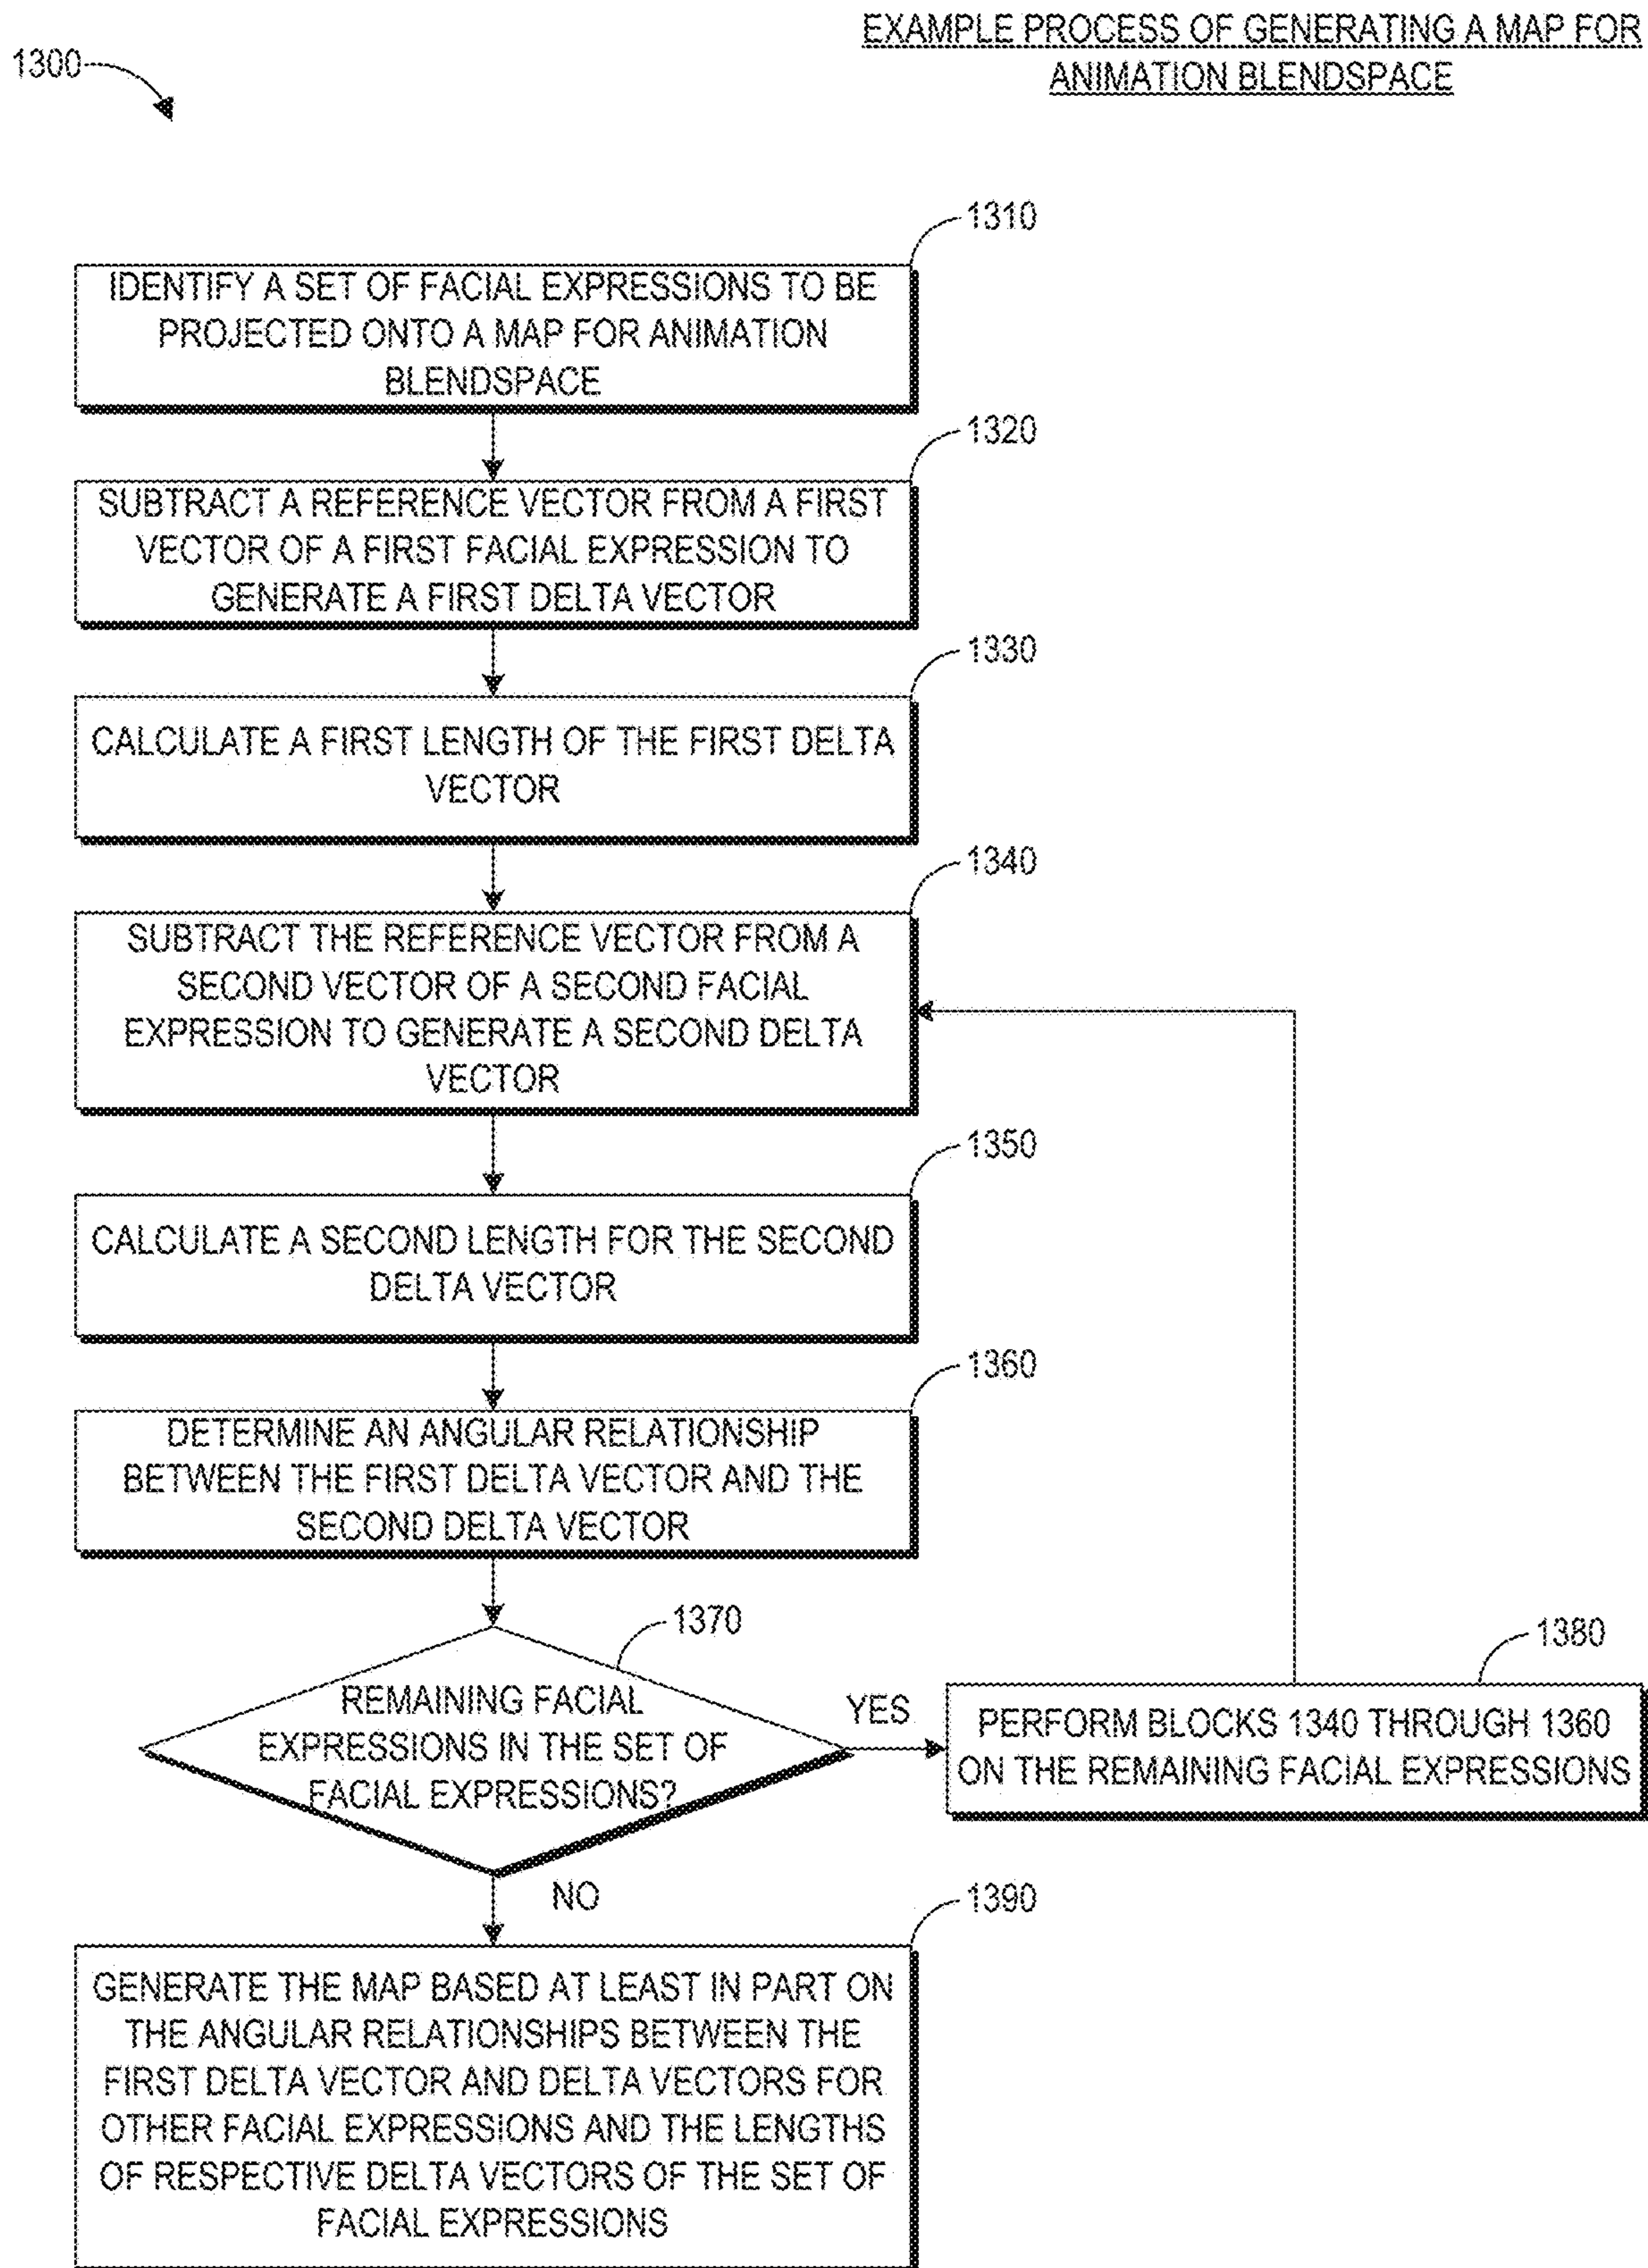 EXAMPLE PROCESS OF GENERATING A MAP FOR
ANIMATION BLENDSPACE
1300
1310
IDENTIFY A SET OF FACIAL EXPRESSIONS TO BE
PROJECTED ONTO A MAP FOR ANIMATION
BLENDSPACE
1320
SUBTRACT A REFERENCE VECTOR FROM A FIRST
VECTOR OF A FIRST FACIAL EXPRESSION TO
GENERATE A FIRST DELTA VECTOR
1330
CALCULATE A FIRST LENGTH OF THE FIRST DELTA
VECTOR
1340
SUBTRACT THE REFERENCE VECTOR FROM A
SECOND VECTOR OF A SECOND FACIAL
EXPRESSION TO GENERATE A SECOND DELTA
VECTOR
1350
CALCULATE A SECOND LENGTH FOR THE SECOND
DELTA VECTOR
1360
DETERMINE AN ANGULAR RELATIONSHIP
BETWEEN THE FIRST DELTA VECTOR AND THE
SECOND DELTA VECTOR
1370
REMAINING FACIAL
EXPRESSIONS IN THE SET OF
FACIAL EXPRESSIONS?
YES
1380
PERFORM BLOCKS 1340 THROUGH 1360
ON THE REMAINING FACIAL EXPRESSIONS
NO
1390
GENERATE THE MAP BASED AT LEAST IN PART ON
THE ANGULAR RELATIONSHIPS BETWEEN THE
FIRST DELTA VECTOR AND DELTA VECTORS FOR
OTHER FACIAL EXPRESSIONS AND THE LENGTHS
OF RESPECTIVE DELTA VECTORS OF THE SET OF
FACIAL EXPRESSIONS